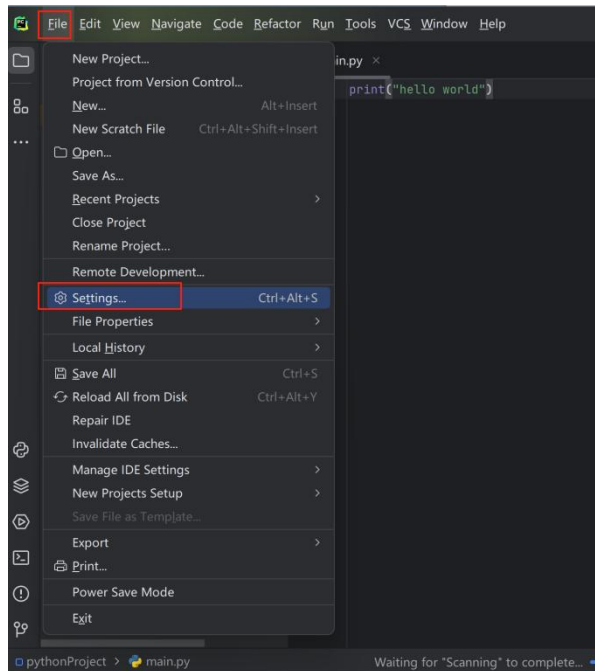 PC
File Edit View Navigate Code Refactor Run Tools VCS Window Help
New Project...
in.py ×
Project from Version Control...
print("hello world")
New... Alt+Insert
New Scratch File Ctrl+Alt+Shift+Insert
Open...
Save As...
Recent Projects >
Close Project
Rename Project...
Remote Development...
Settings... Ctrl+Alt+S
File Properties >
Local History >
Save All Ctrl+S
Reload All from Disk Ctrl+Alt+Y
Repair IDE
Invalidate Caches...
Manage IDE Settings >
New Projects Setup >
Save File as Template...
Export >
Print...
Power Save Mode
Exit
pythonProject > main.py Waiting for "Scanning" to complete...